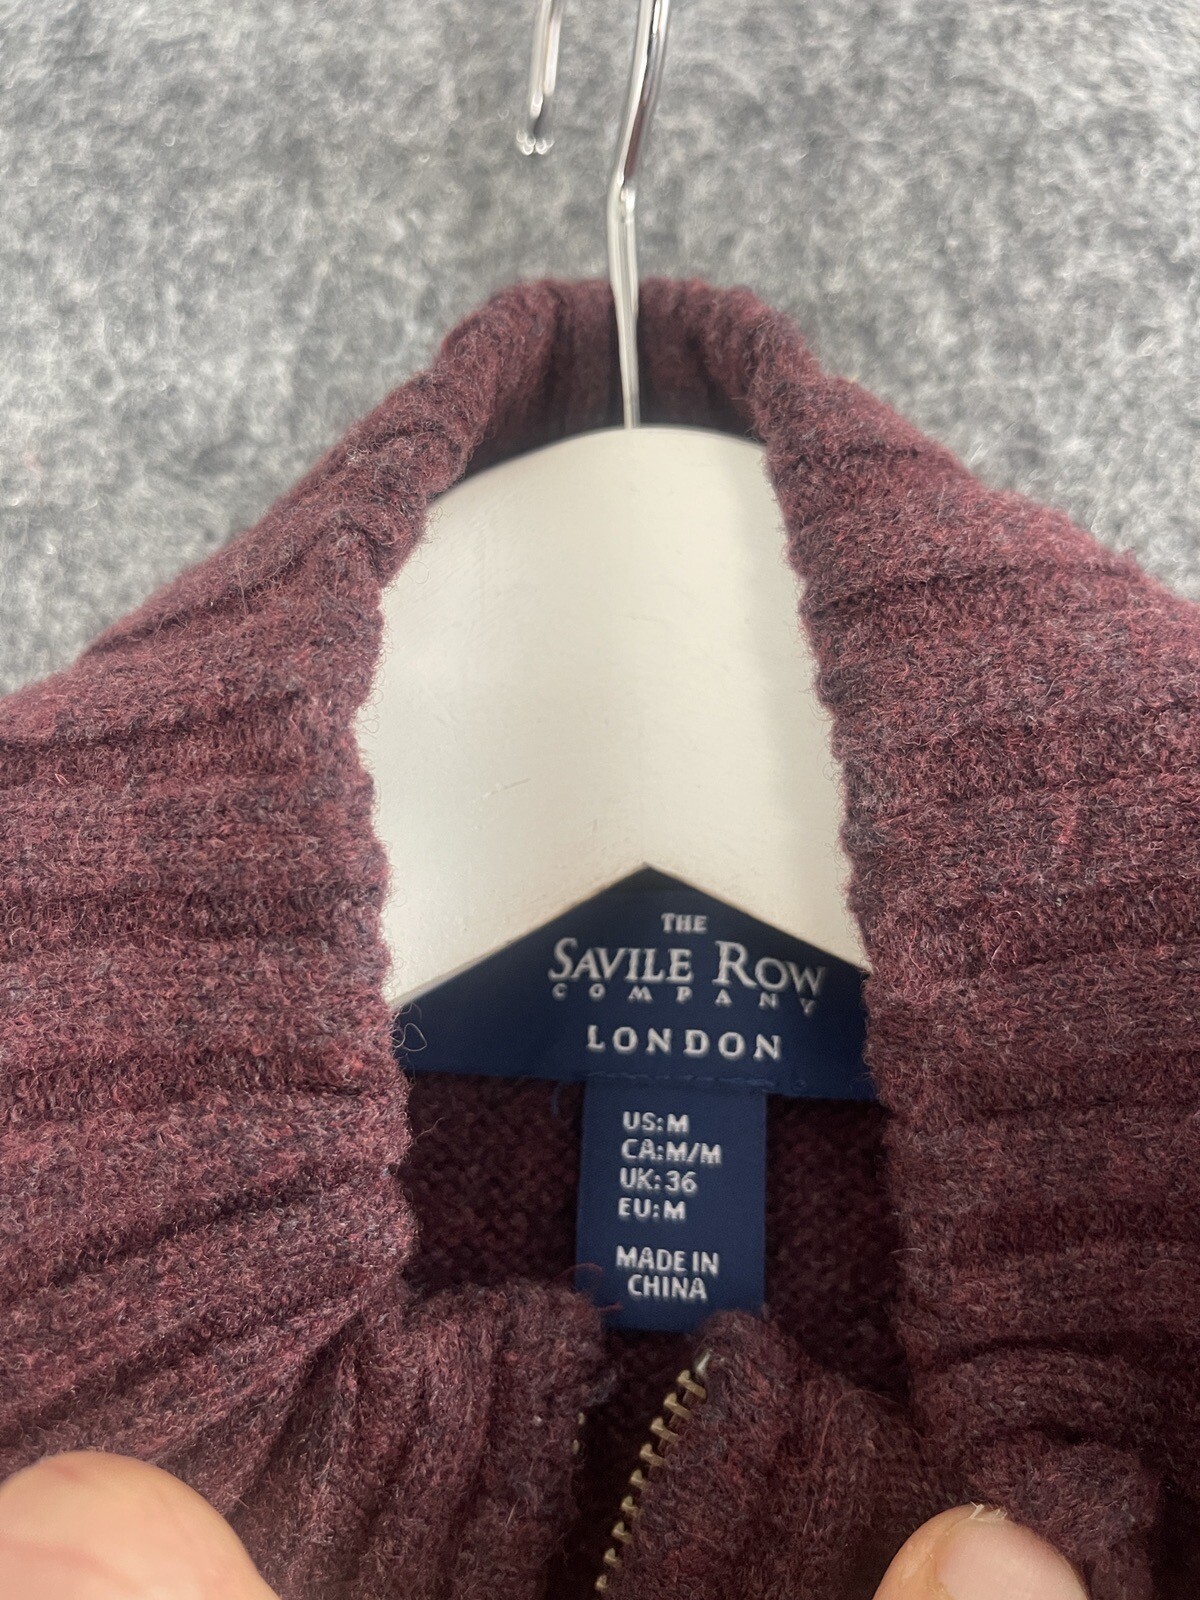 THE
SAVILE ROW
COMPANY
LONDON
US:M
CA:M/M
UK:36
EU:M
MADE IN
CHINA